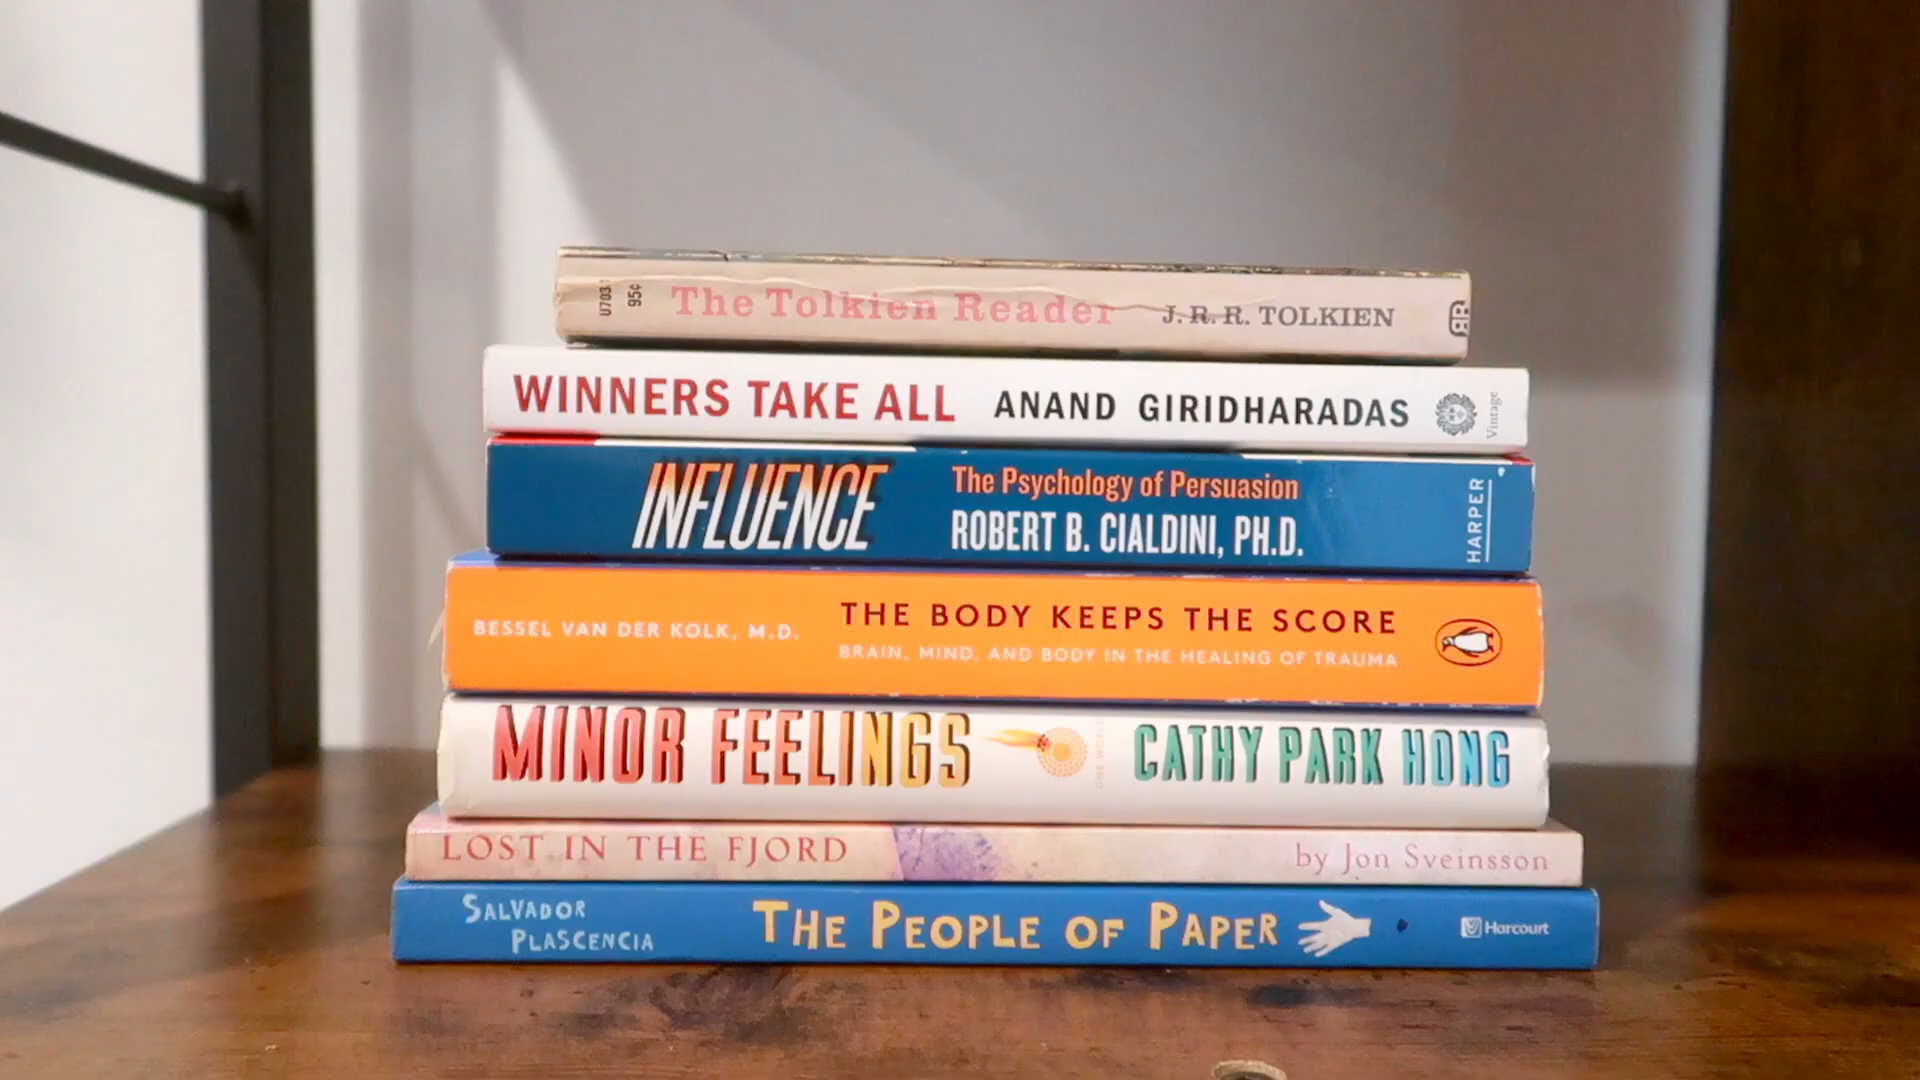 U7031
95¢
The Tolkien Reader J. R. R. TOLKIEN
BB
WINNERS TAKE ALL ANAND GIRIDHARADAS Vintage
INFLUENCE
The Psychology of Persuasion
ROBERT B. CIALDINI, PH.D.
HARPER
BESSEL VAN DER KOLK, M.D.
THE BODY KEEPS THE SCORE
BRAIN, MIND, AND BODY IN THE HEALING OF TRAUMA
MINOR FEELINGS ONE WORLD CATHY PARK HONG
LOST IN THE FJORD by Jon Sveinsson
SALVADOR
PLASCENCIA
THE PEOPLE OF PAPER
Harcourt